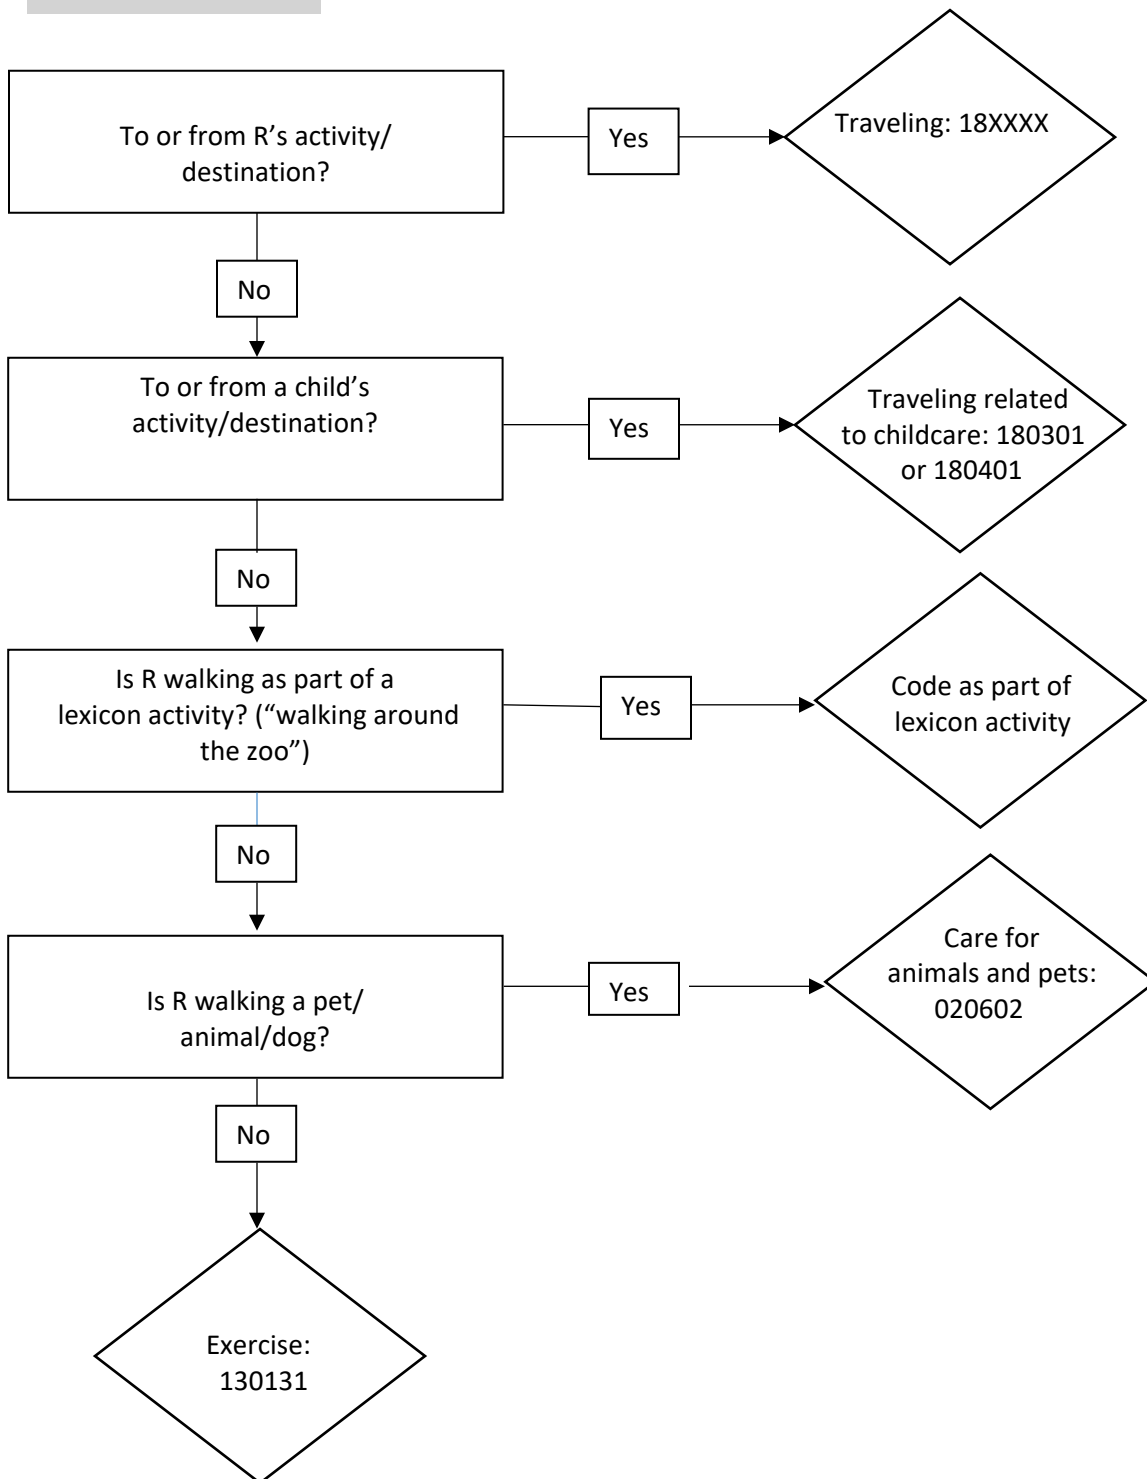 To or from R’s activity/
destination?
Yes
Traveling: 18XXXX
No
To or from a child’s
activity/destination?
Yes
Traveling related
to childcare: 180301
or 180401
No
Is R walking as part of a
lexicon activity? (“walking around
the zoo”)
Yes
Code as part of
lexicon activity
No
Is R walking a pet/
animal/dog?
Yes
Care for
animals and pets:
020602
No
Exercise:
130131